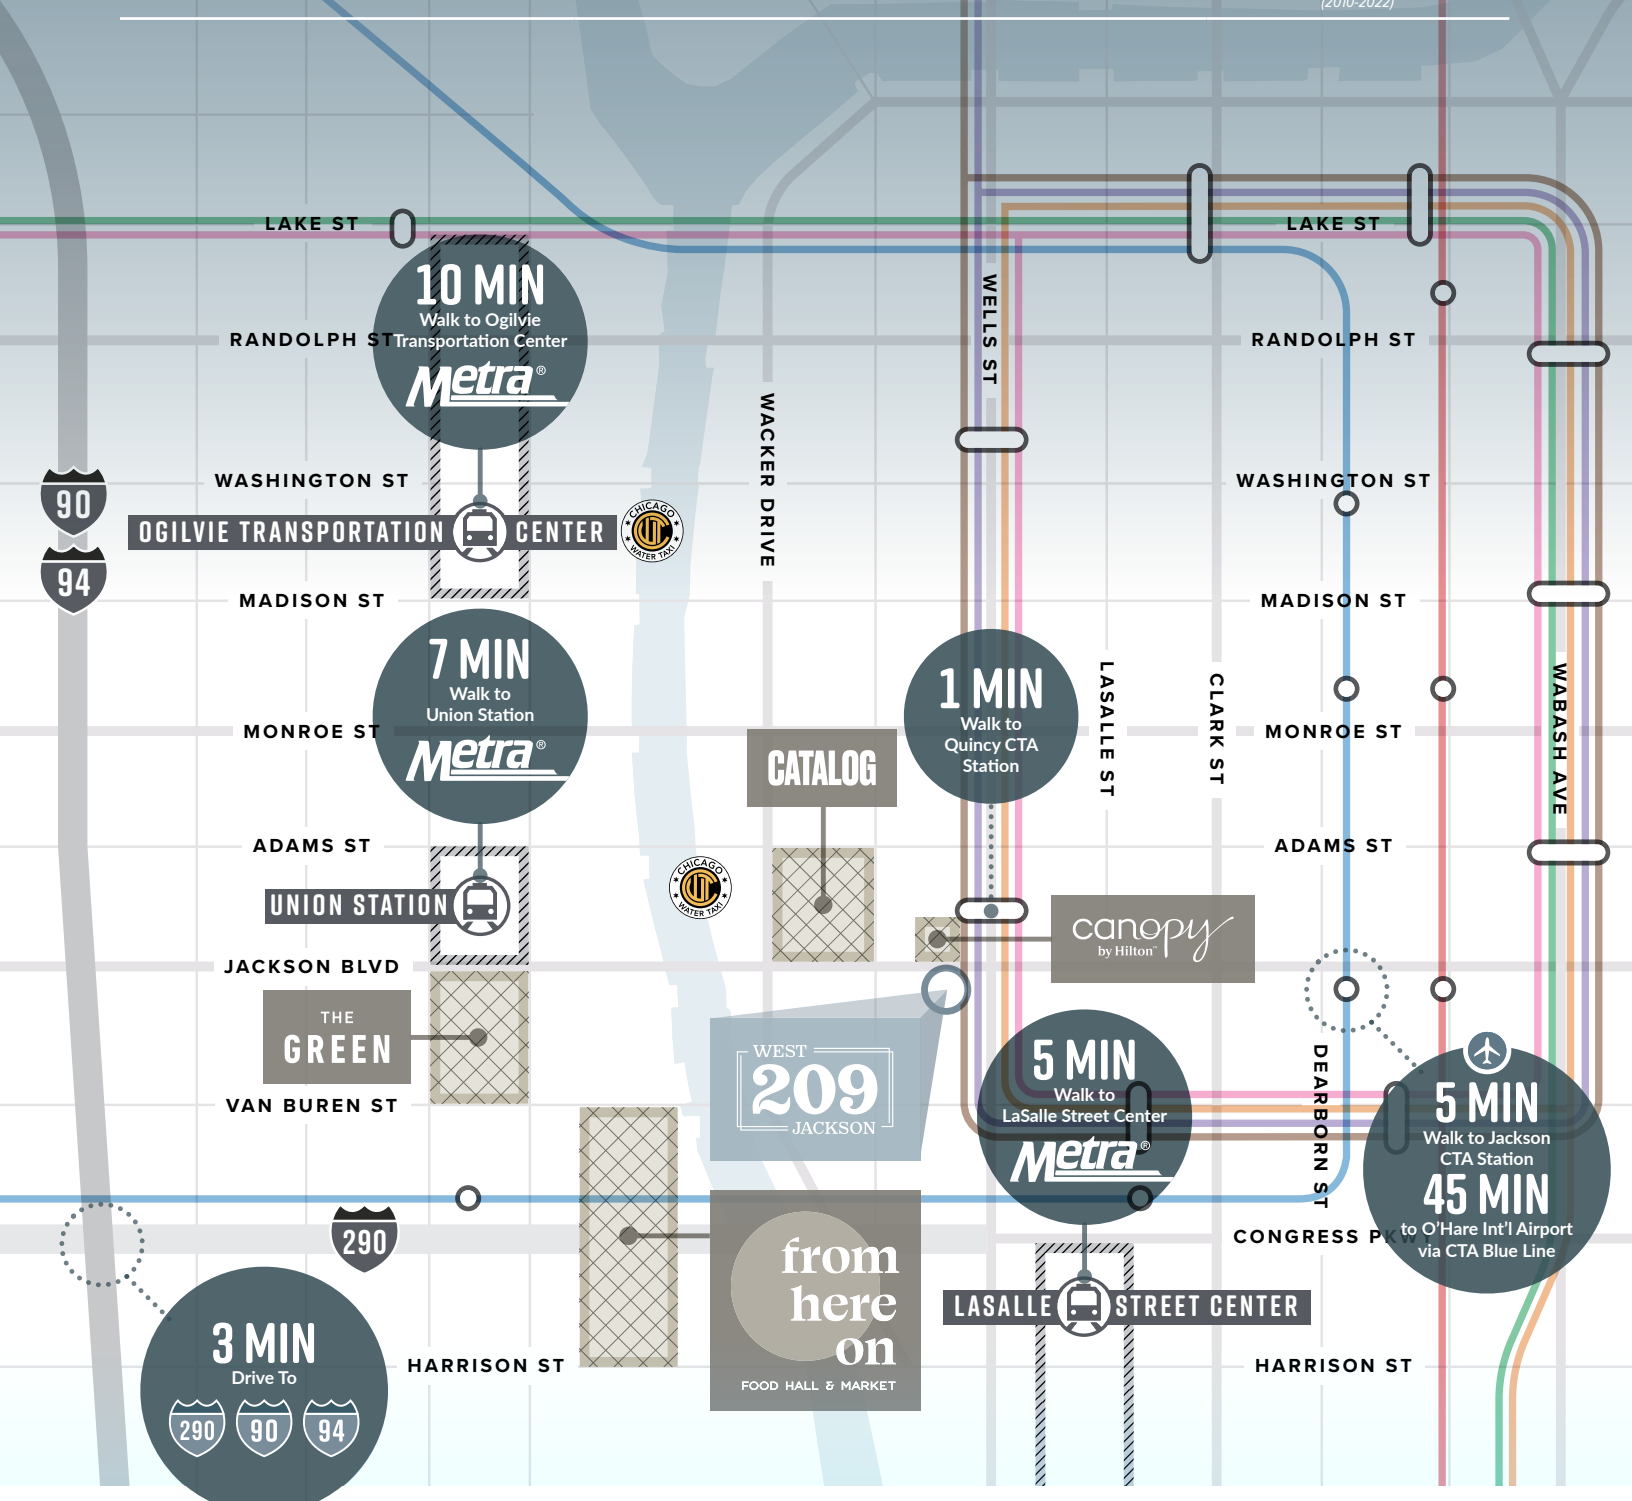 (2010-2022)
LAKE ST
LAKE ST
10 MIN
Walk to Ogilvie
Transportation Center
Metra®
RANDOLPH ST
WELLS ST
RANDOLPH ST
WACKER DRIVE
90
94
WASHINGTON ST
WASHINGTON ST
OGILVIE TRANSPORTATION CENTER
CHICAGO
WATER TAXI
MADISON ST
MADISON ST
7 MIN
Walk to
Union Station
Metra®
MONROE ST
1 MIN
Walk to
Quincy CTA
Station
LASALLE ST
CLARK ST
MONROE ST
WABASH AVE
CATALOG
ADAMS ST
ADAMS ST
CHICAGO
WATER TAXI
UNION STATION
canopy
by Hilton™
JACKSON BLVD
THE
GREEN
WEST
209
JACKSON
5 MIN
Walk to
LaSalle Street Center
Metra®
DEARBORN ST
5 MIN
Walk to Jackson
CTA Station
45 MIN
to O'Hare Int'l Airport
via CTA Blue Line
VAN BUREN ST
290
CONGRESS PKWY
from
here
on
FOOD HALL & MARKET
LASALLE STREET CENTER
3 MIN
Drive To
290
90
94
HARRISON ST
HARRISON ST